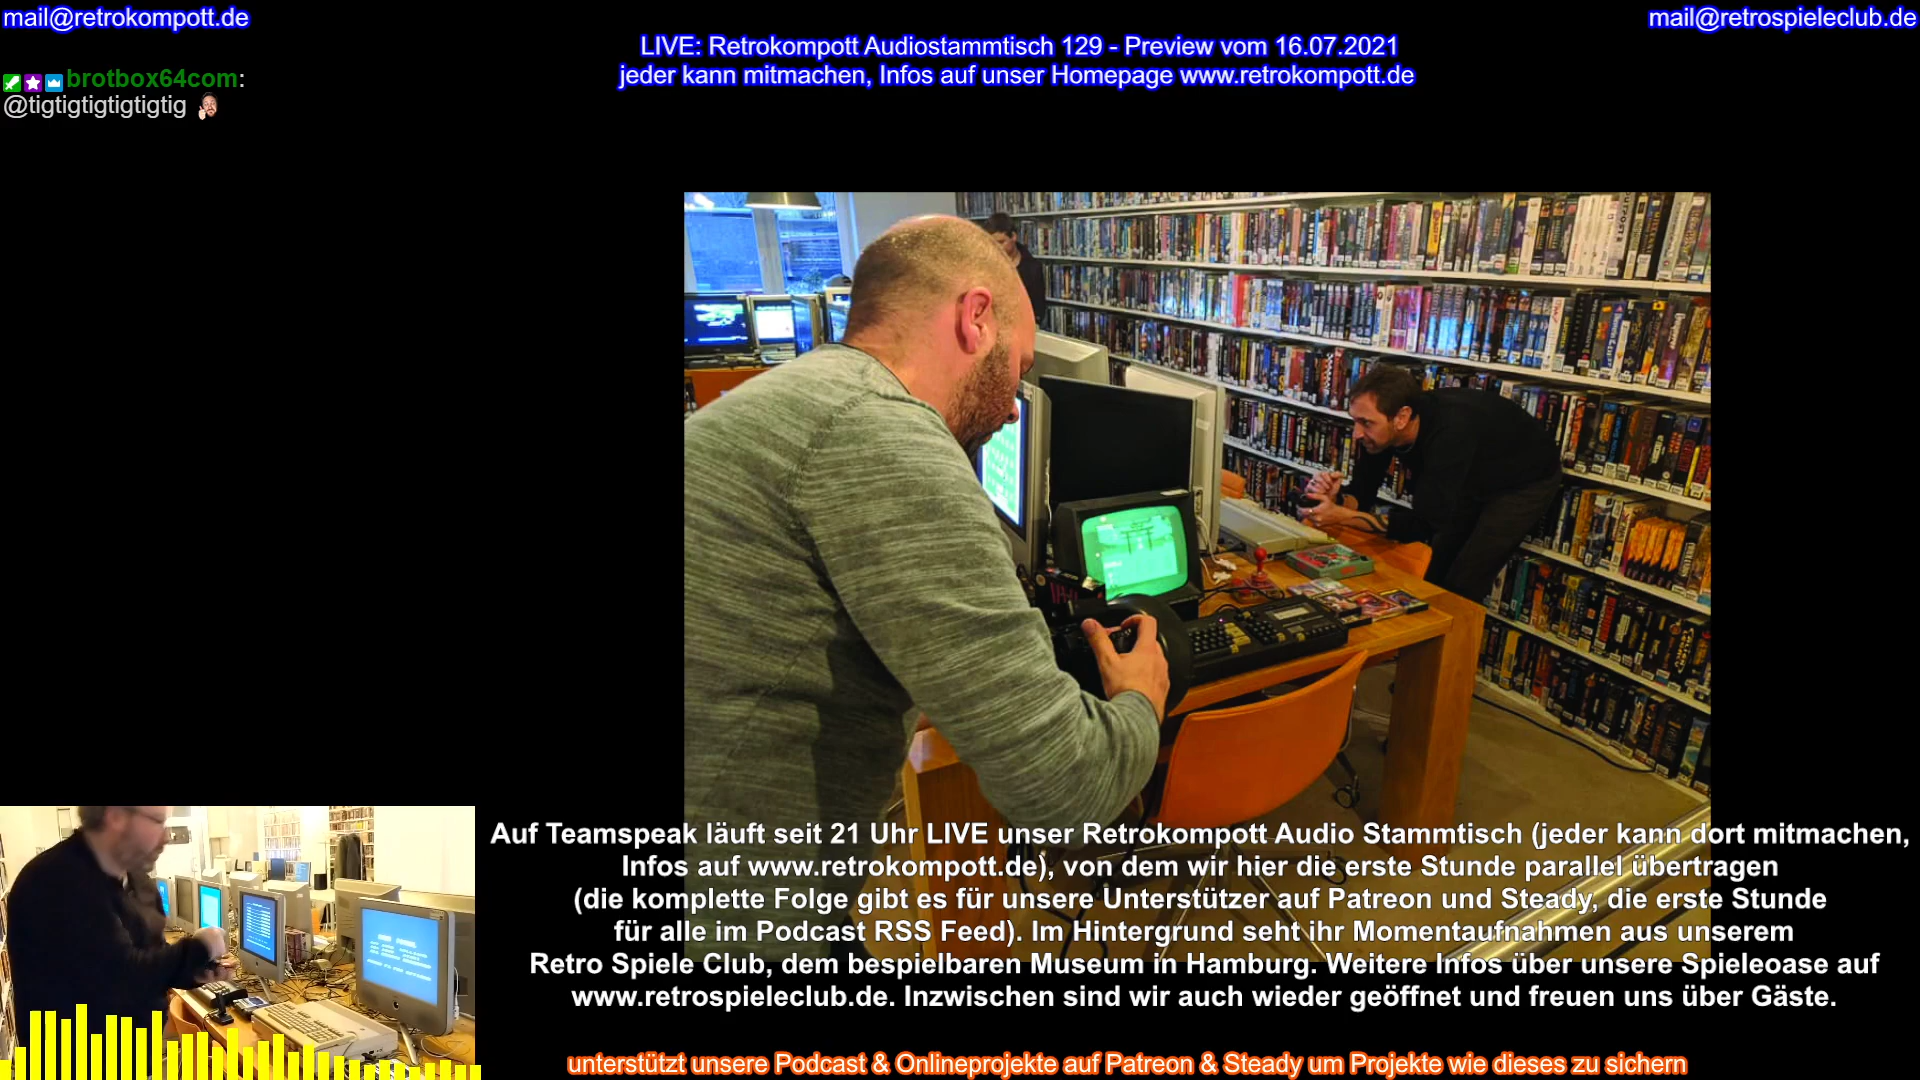 mail@retrokompott.de
mail@retrospieleclub.de
LIVE: Retrokompott Audiostammtisch 129 - Preview vom 16.07.2021
jeder kann mitmachen, Infos auf unser Homepage www.retrokompott.de
brotbox64com:
@tigtigtigtigtigtig
Auf Teamspeak läuft seit 21 Uhr LIVE unser Retrokompott Audio Stammtisch (jeder kann dort mitmachen,
Infos auf www.retrokompott.de), von dem wir hier die erste Stunde parallel übertragen
(die komplette Folge gibt es für unsere Unterstützer auf Patreon und Steady, die erste Stunde
für alle im Podcast RSS Feed). Im Hintergrund seht ihr Momentaufnahmen aus unserem
Retro Spiele Club, dem bespielbaren Museum in Hamburg. Weitere Infos über unsere Spieleoase auf
www.retrospieleclub.de. Inzwischen sind wir auch wieder geöffnet und freuen uns über Gäste.
unterstützt unsere Podcast & Onlineprojekte auf Patreon & Steady um Projekte wie dieses zu sichern